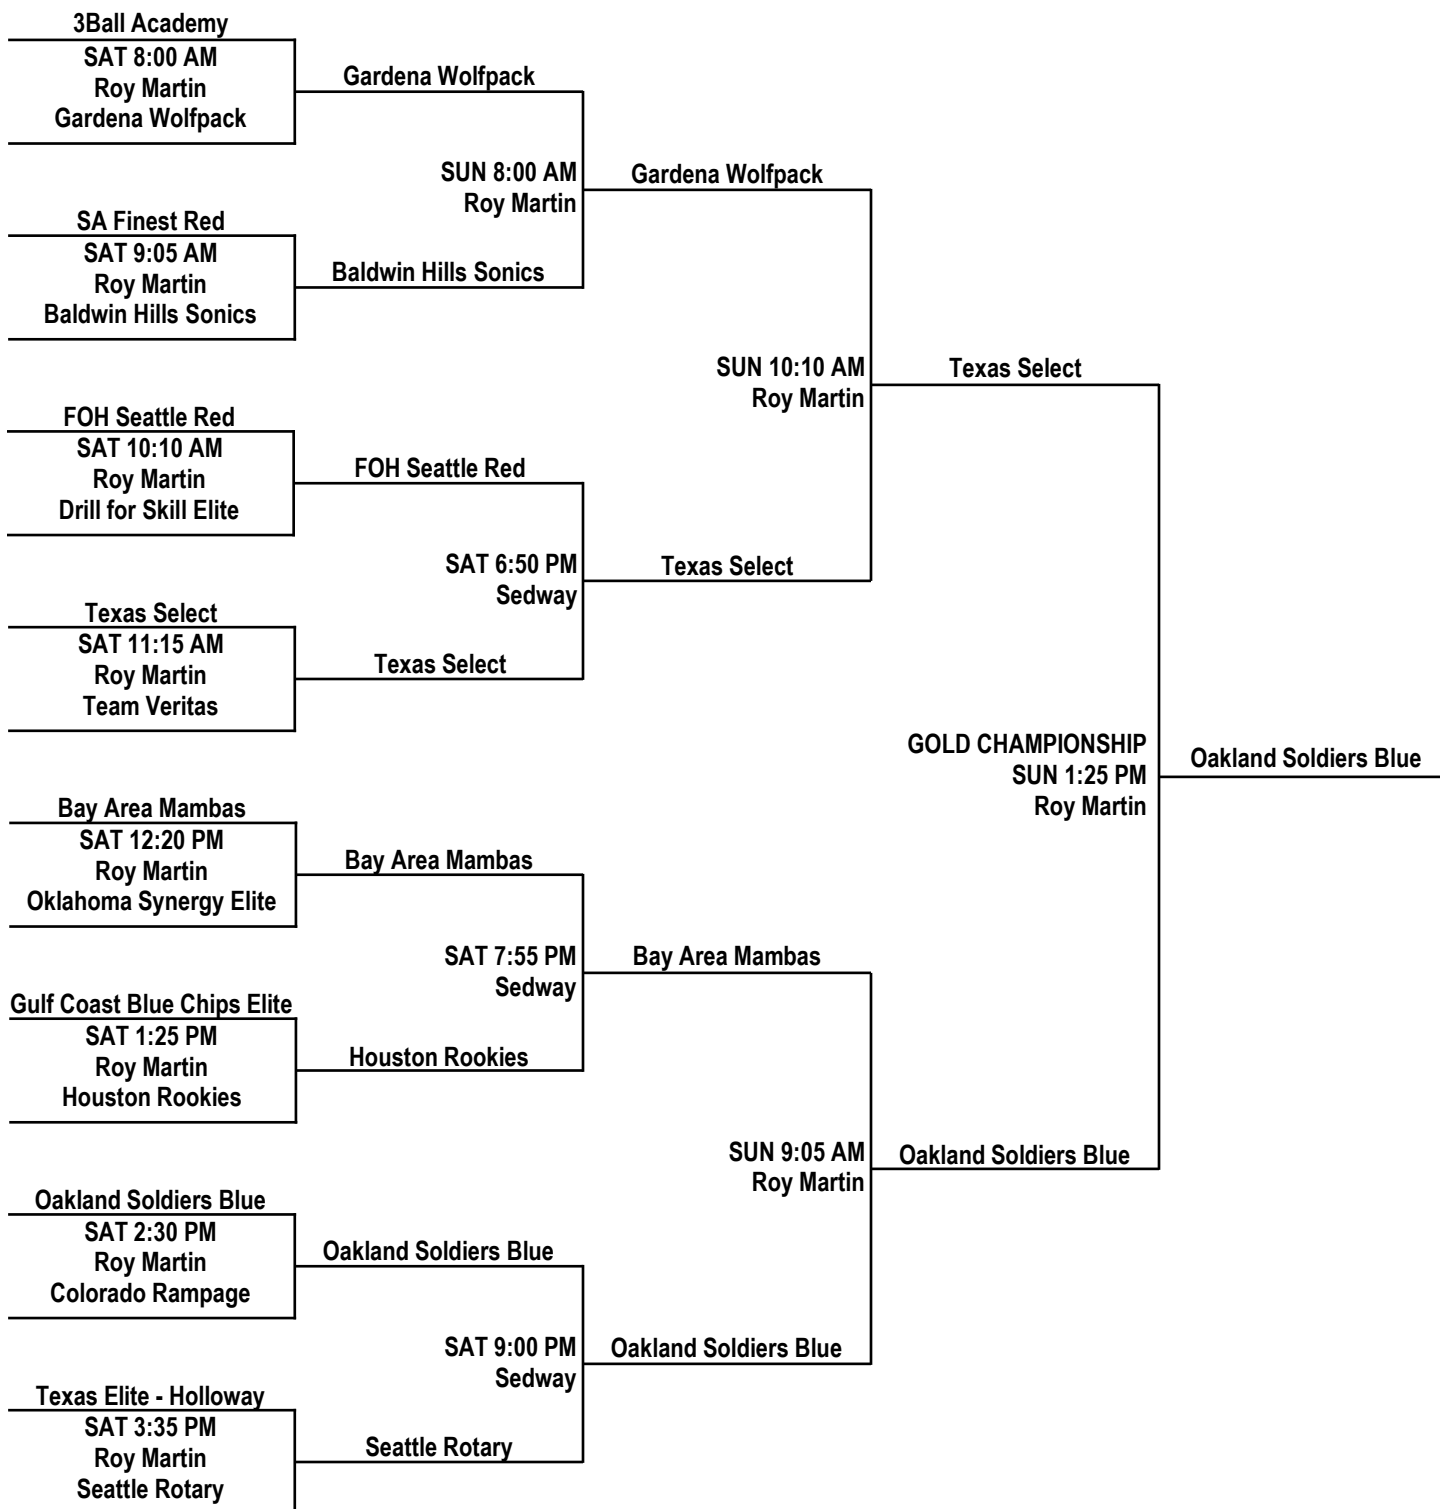 3Ball Academy
SAT 8:00 AM
Roy Martin
Gardena Wolfpack
SA Finest Red
SAT 9:05 AM
Roy Martin
Baldwin Hills Sonics
FOH Seattle Red
SAT 10:10 AM
Roy Martin
Drill for Skill Elite
Texas Select
SAT 11:15 AM
Roy Martin
Team Veritas
Bay Area Mambas
SAT 12:20 PM
Roy Martin
Oklahoma Synergy Elite
Gulf Coast Blue Chips Elite
SAT 1:25 PM
Roy Martin
Houston Rookies
Oakland Soldiers Blue
SAT 2:30 PM
Roy Martin
Colorado Rampage
Texas Elite - Holloway
SAT 3:35 PM
Roy Martin
Seattle Rotary
Gardena Wolfpack
SUN 8:00 AM
Roy Martin
Baldwin Hills Sonics
FOH Seattle Red
SAT 6:50 PM
Sedway
Texas Select
Bay Area Mambas
SAT 7:55 PM
Sedway
Houston Rookies
Oakland Soldiers Blue
SAT 9:00 PM
Sedway
Seattle Rotary
Gardena Wolfpack
SUN 10:10 AM
Roy Martin
Texas Select
Bay Area Mambas
SUN 9:05 AM
Roy Martin
Oakland Soldiers Blue
Texas Select
GOLD CHAMPIONSHIP
SUN 1:25 PM
Roy Martin
Oakland Soldiers Blue
Oakland Soldiers Blue